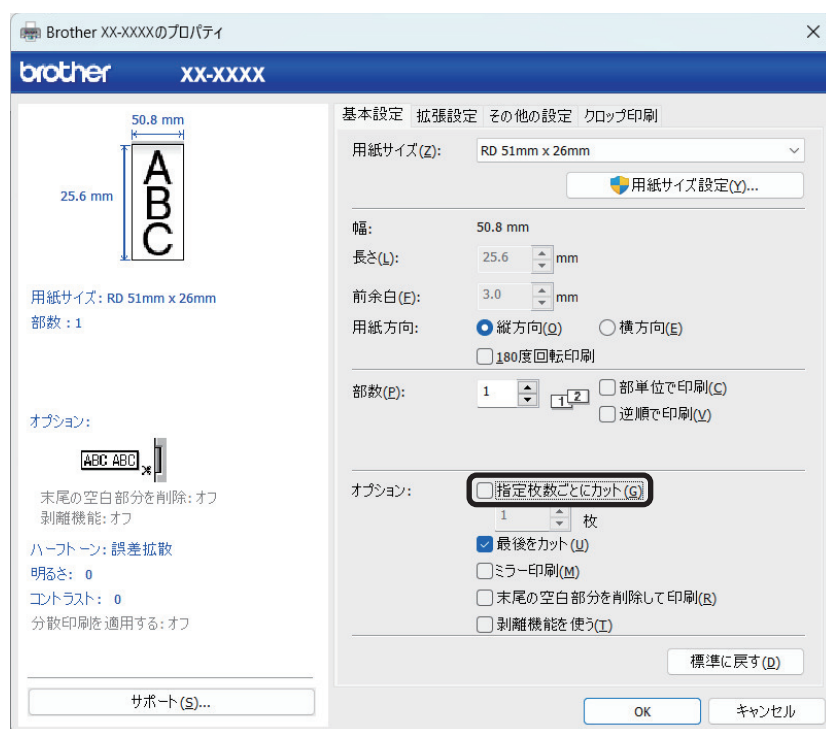 Brother XX-XXXXのプロパティ
brother XX-XXXX
50.8 mm
25.6 mm
A
B
C
用紙サイズ: RD 51mm x 26mm
部数 : 1
オプション:
ABC ABC
末尾の空白部分を削除: オフ
剥離機能: オフ
ハーフトーン: 誤差拡散
明るさ: 0
コントラスト: 0
分散印刷を適用する: オフ
サポート(S)...
基本設定 拡張設定 その他の設定 クロップ印刷
用紙サイズ(Z): RD 51mm x 26mm
用紙サイズ設定(Y)...
幅: 50.8 mm
長さ(L): 25.6 mm
前余白(F): 3.0 mm
用紙方向: 縦方向(O) 横方向(E)
180度回転印刷
部数(P): 1 1 2 部単位で印刷(C)
逆順で印刷(V)
オプション: 指定枚数ごとにカット(G)
1 枚
最後をカット(U)
ミラー印刷(M)
末尾の空白部分を削除して印刷(R)
剥離機能を使う(T)
標準に戻す(D)
OK キャンセル